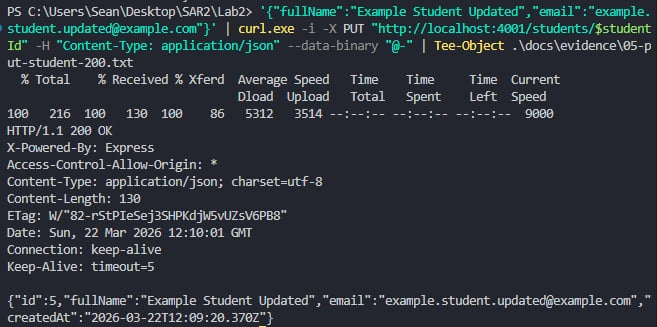 PS C:\Users\Sean\Desktop\SAR2\Lab2> '{"fullName":"Example Student Updated","email":"example.
student.updated@example.com"}' | curl.exe -i -X PUT "http://localhost:4001/students/$student
Id" -H "Content-Type: application/json" --data-binary "@-" | Tee-Object .\docs\evidence\05-p
ut-student-200.txt
  % Total    % Received % Xferd  Average Speed   Time    Time     Time  Current
                                 Dload  Upload   Total   Spent    Left  Speed
100   216  100   130  100    86   5312   3514 --:--:-- --:--:-- --:--:--  9000
HTTP/1.1 200 OK
X-Powered-By: Express
Access-Control-Allow-Origin: *
Content-Type: application/json; charset=utf-8
Content-Length: 130
ETag: W/"82-rStPIeSej3SHPKdjW5vUZsV6PB8"
Date: Sun, 22 Mar 2026 12:10:01 GMT
Connection: keep-alive
Keep-Alive: timeout=5

{"id":5,"fullName":"Example Student Updated","email":"example.student.updated@example.com","
createdAt":"2026-03-22T12:09:20.370Z"}